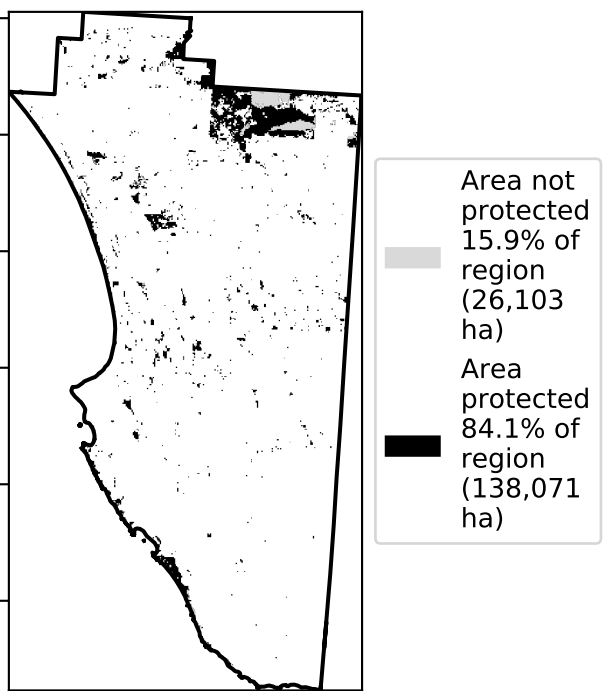 Area not
protected
15.9% of
region
(26,103
ha)
Area
protected
84.1% of
region
(138,071
ha)